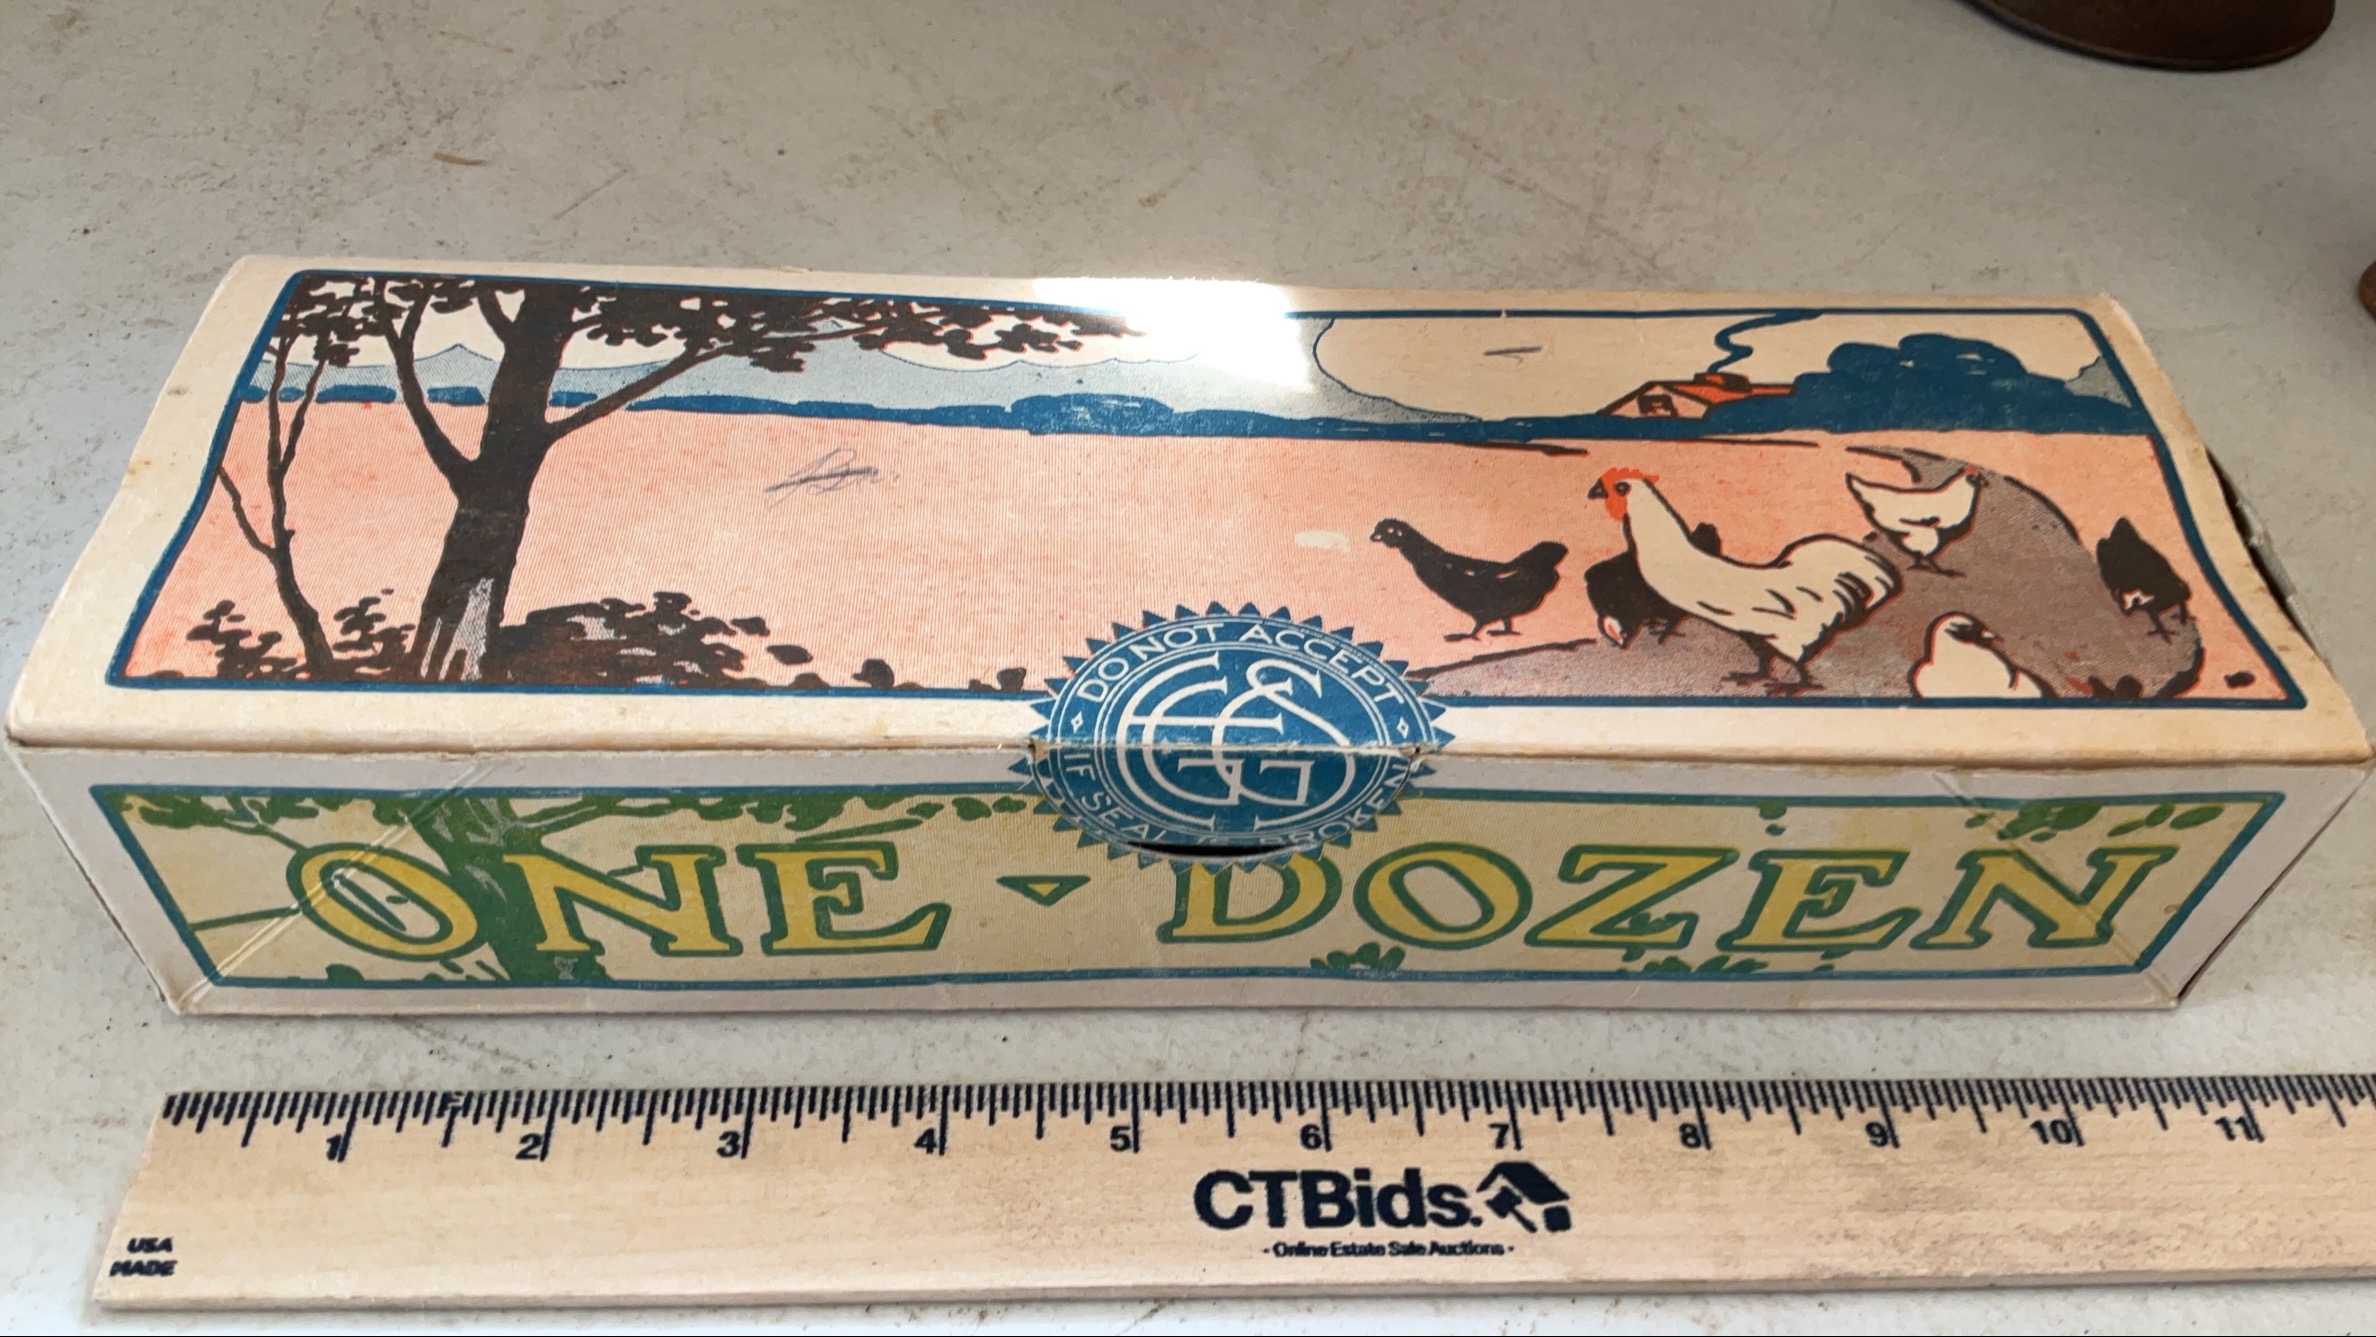 DO NOT ACCEPT
EGGS
IF SEAL IS BROKEN
ONE - DOZEN
1 2 3 4 5 6 7 8 9 10 11
CTBids.
- Online Estate Sale Auctions -
USA
MADE